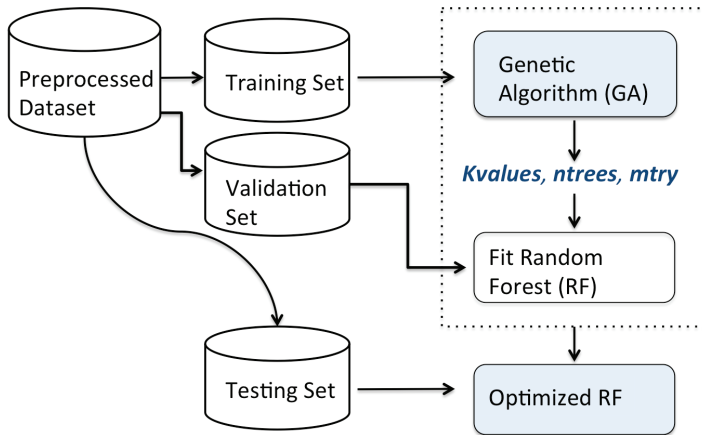 Preprocessed
Dataset
Training Set
Validation
Set
Testing Set
Genetic
Algorithm (GA)
Kvalues, ntrees, mtry
Fit Random
Forest (RF)
Optimized RF